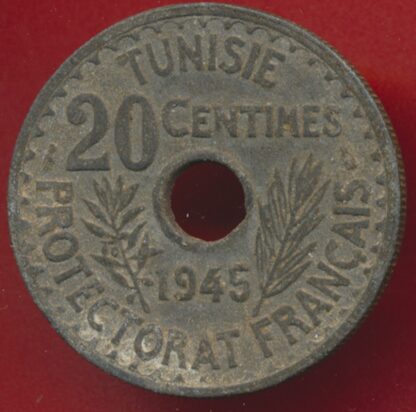 TUNISIE
20 CENTIMES
1945
PROTECTORAT FRANÇAIS